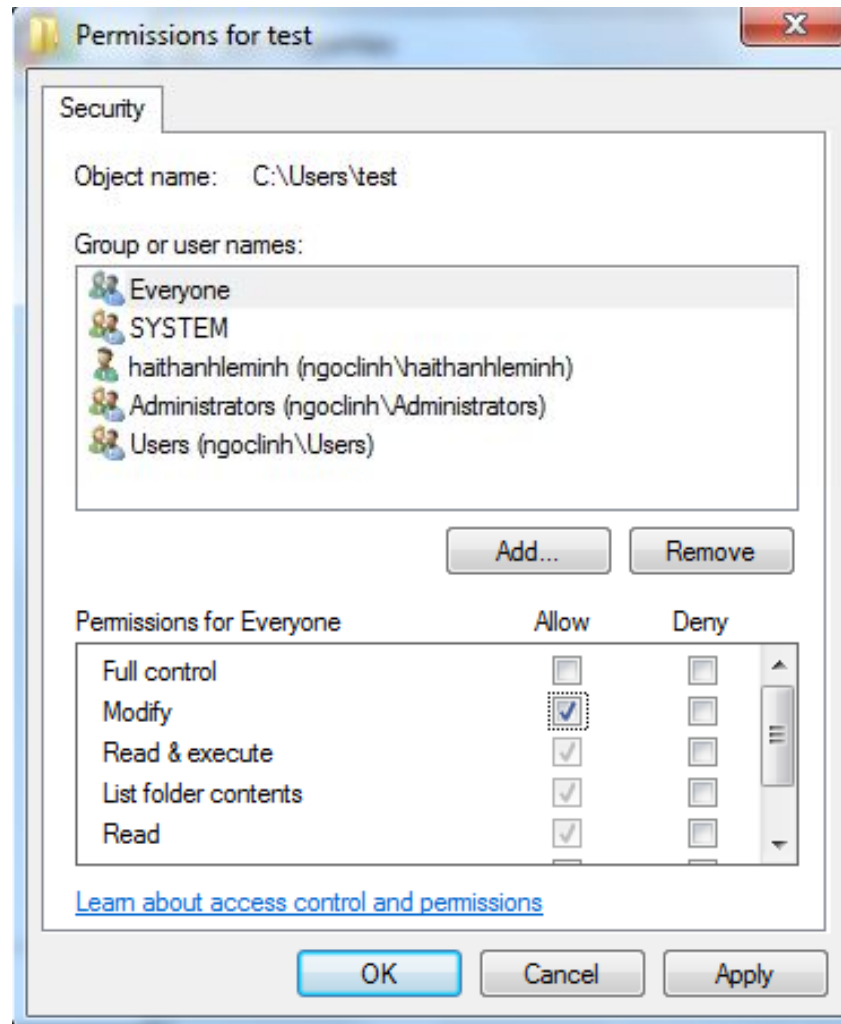 Permissions for test
Security
Object name: C:\Users\test
Group or user names:
Everyone
SYSTEM
haithanhleminh (ngoclinh\haithanhleminh)
Administrators (ngoclinh\Administrators)
Users (ngoclinh\Users)
Add... Remove
Permissions for Everyone Allow Deny
Full control
Modify
Read & execute
List folder contents
Read
Learn about access control and permissions
OK Cancel Apply